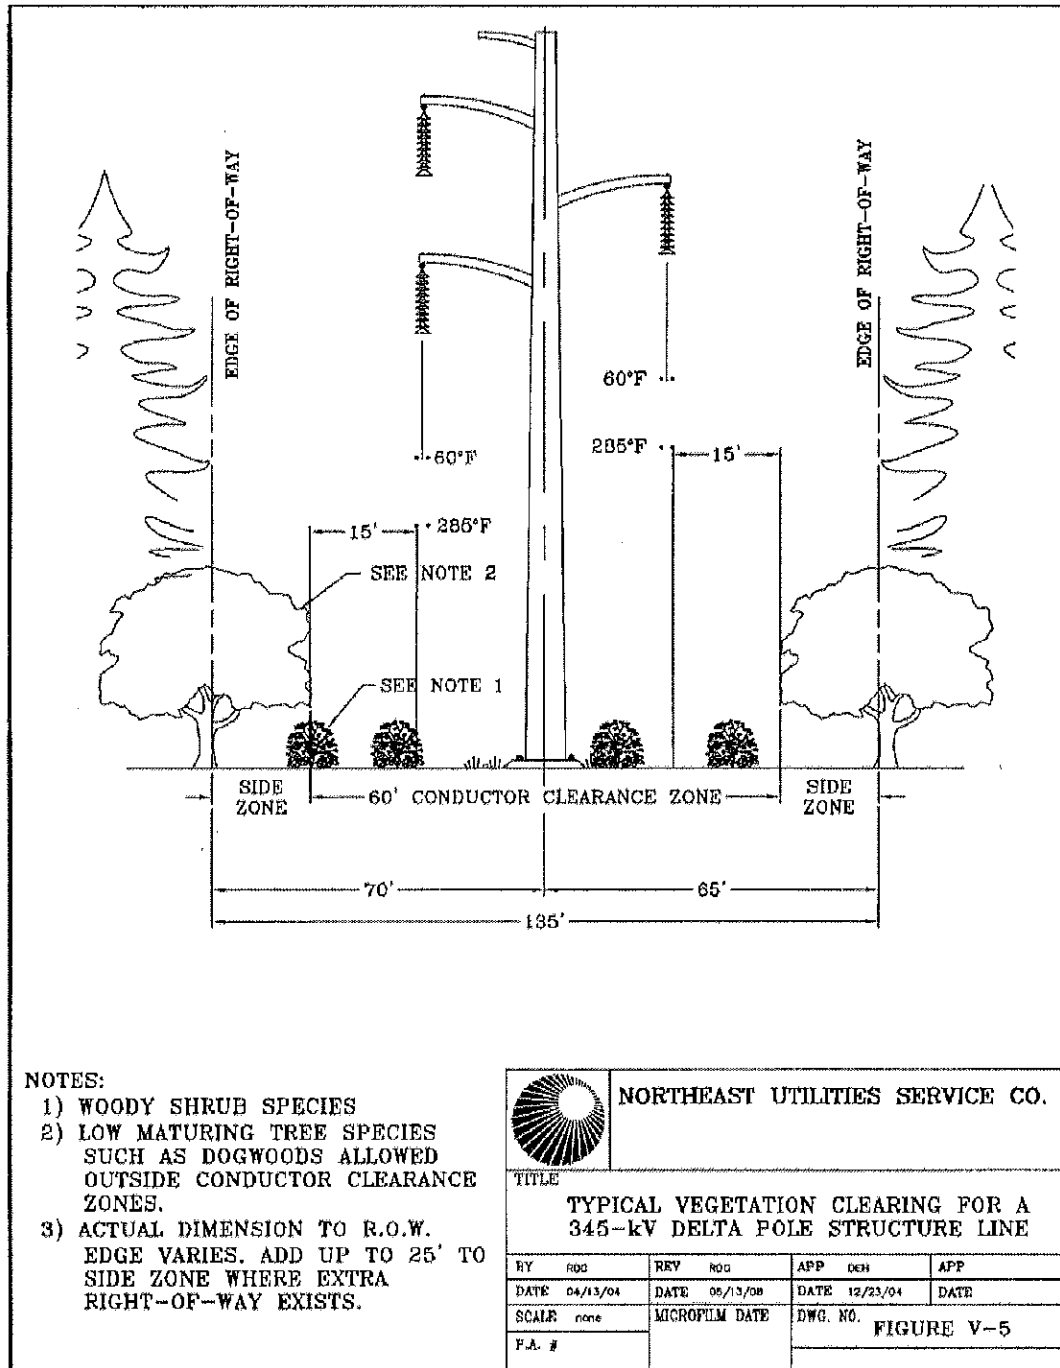 EDGE OF RIGHT-OF-WAY
EDGE OF RIGHT-OF-WAY
60°F
285°F
15'
60°F
285°F
15'
SEE NOTE 2
SEE NOTE 1
SIDE ZONE
60' CONDUCTOR CLEARANCE ZONE
SIDE ZONE
70'
65'
135'
NOTES:
1) WOODY SHRUB SPECIES
2) LOW MATURING TREE SPECIES
SUCH AS DOGWOODS ALLOWED
OUTSIDE CONDUCTOR CLEARANCE
ZONES.
3) ACTUAL DIMENSION TO R.O.W.
EDGE VARIES. ADD UP TO 25' TO
SIDE ZONE WHERE EXTRA
RIGHT-OF-WAY EXISTS.
NORTHEAST UTILITIES SERVICE CO.
TITLE
TYPICAL VEGETATION CLEARING FOR A
345-kV DELTA POLE STRUCTURE LINE
BY RDG REV RDG APP DEH APP
DATE 04/13/04 DATE 05/13/08 DATE 12/23/04 DATE
SCALE none MICROFILM DATE DWG. NO. FIGURE V-5
P.A. #